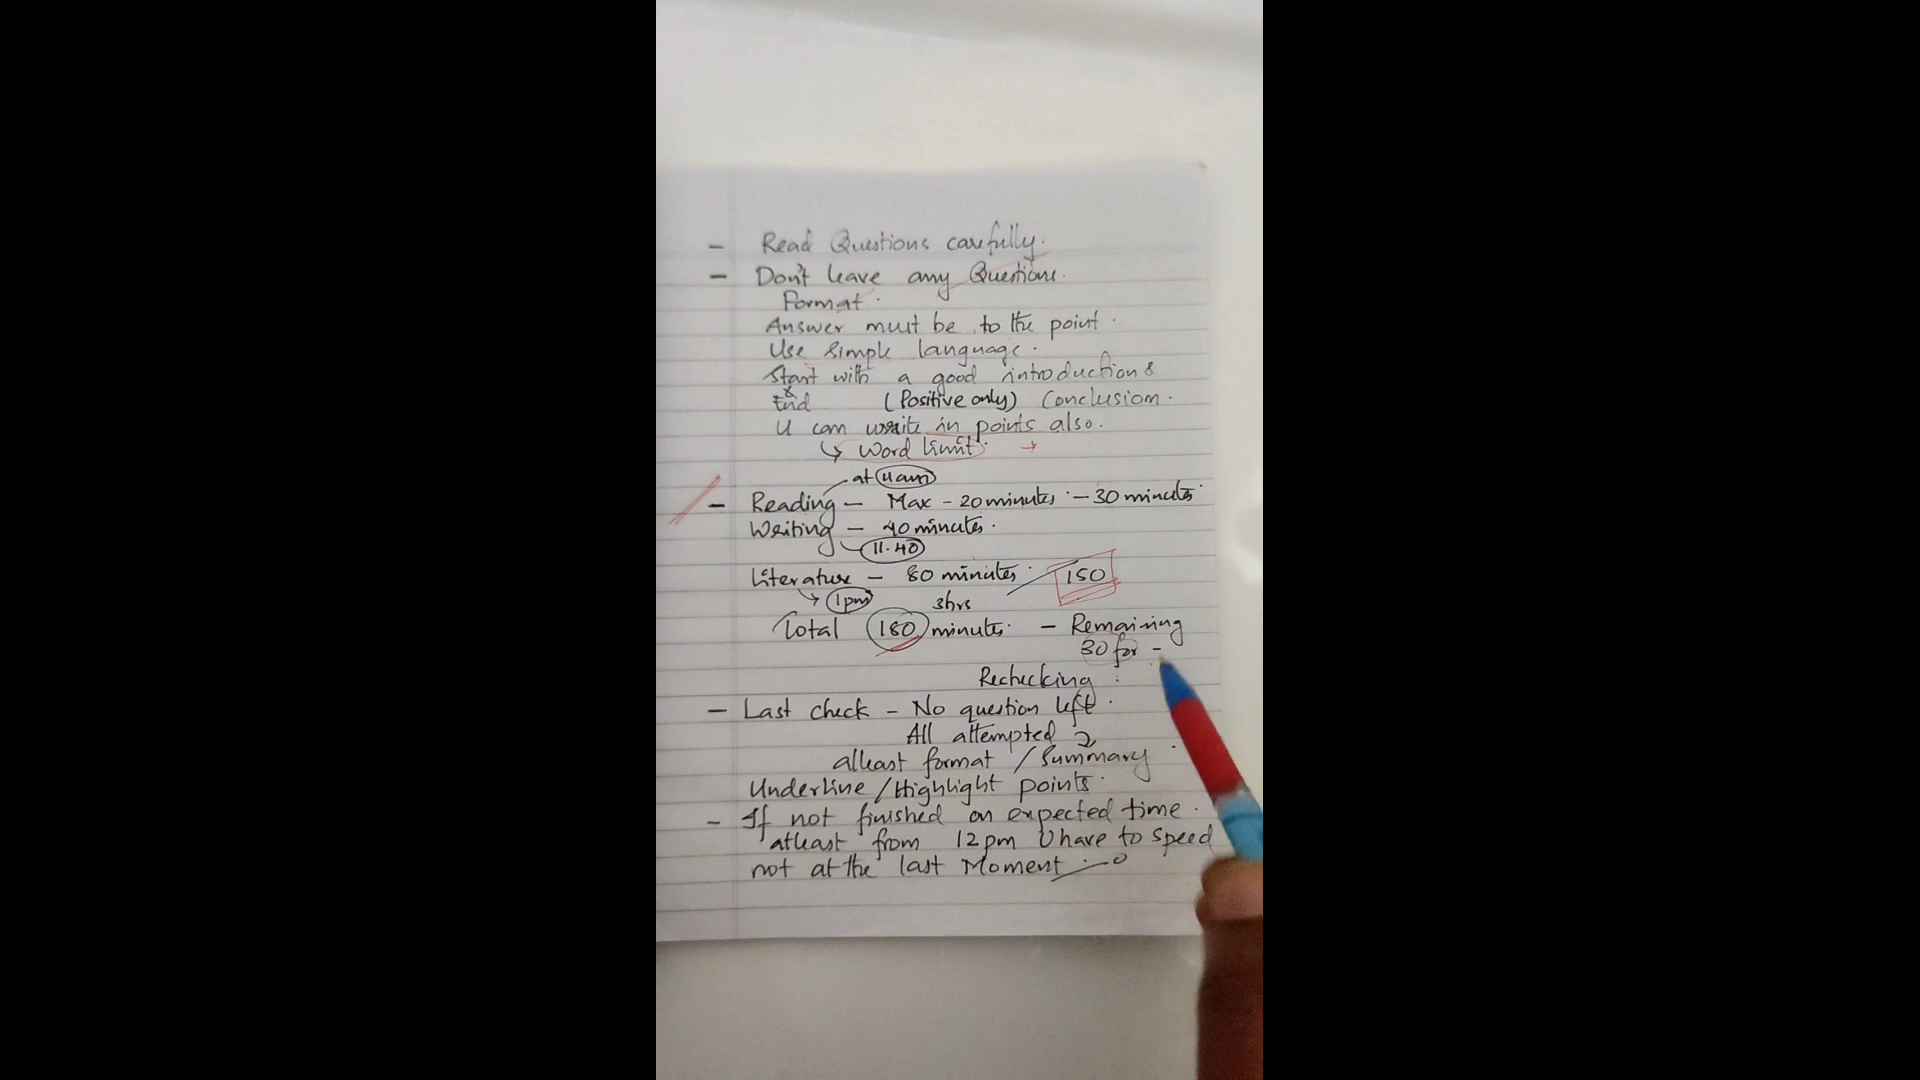 - Read Questions carefully.
- Don't leave any Questions.
Format.
Answer must be to the point.
Use simple language.
Start with a good introduction &
&
End (Positive only) Conclusion.
U can write in points also.
↳ Word limit. →
at 11am
- Reading - Max - 20 minutes - 30 minutes
Writing - 40 minutes.
11.40
Literature - 80 minutes. 150
→ 1pm 3hrs
Total 180 minutes. - Remaining
30 for -
Rechecking :
- Last check - No question left.
All attempted
atleast format / Summary
Underline / Highlight points.
- If not finished on expected time.
atleast from 12pm U have to speed
not at the last Moment.